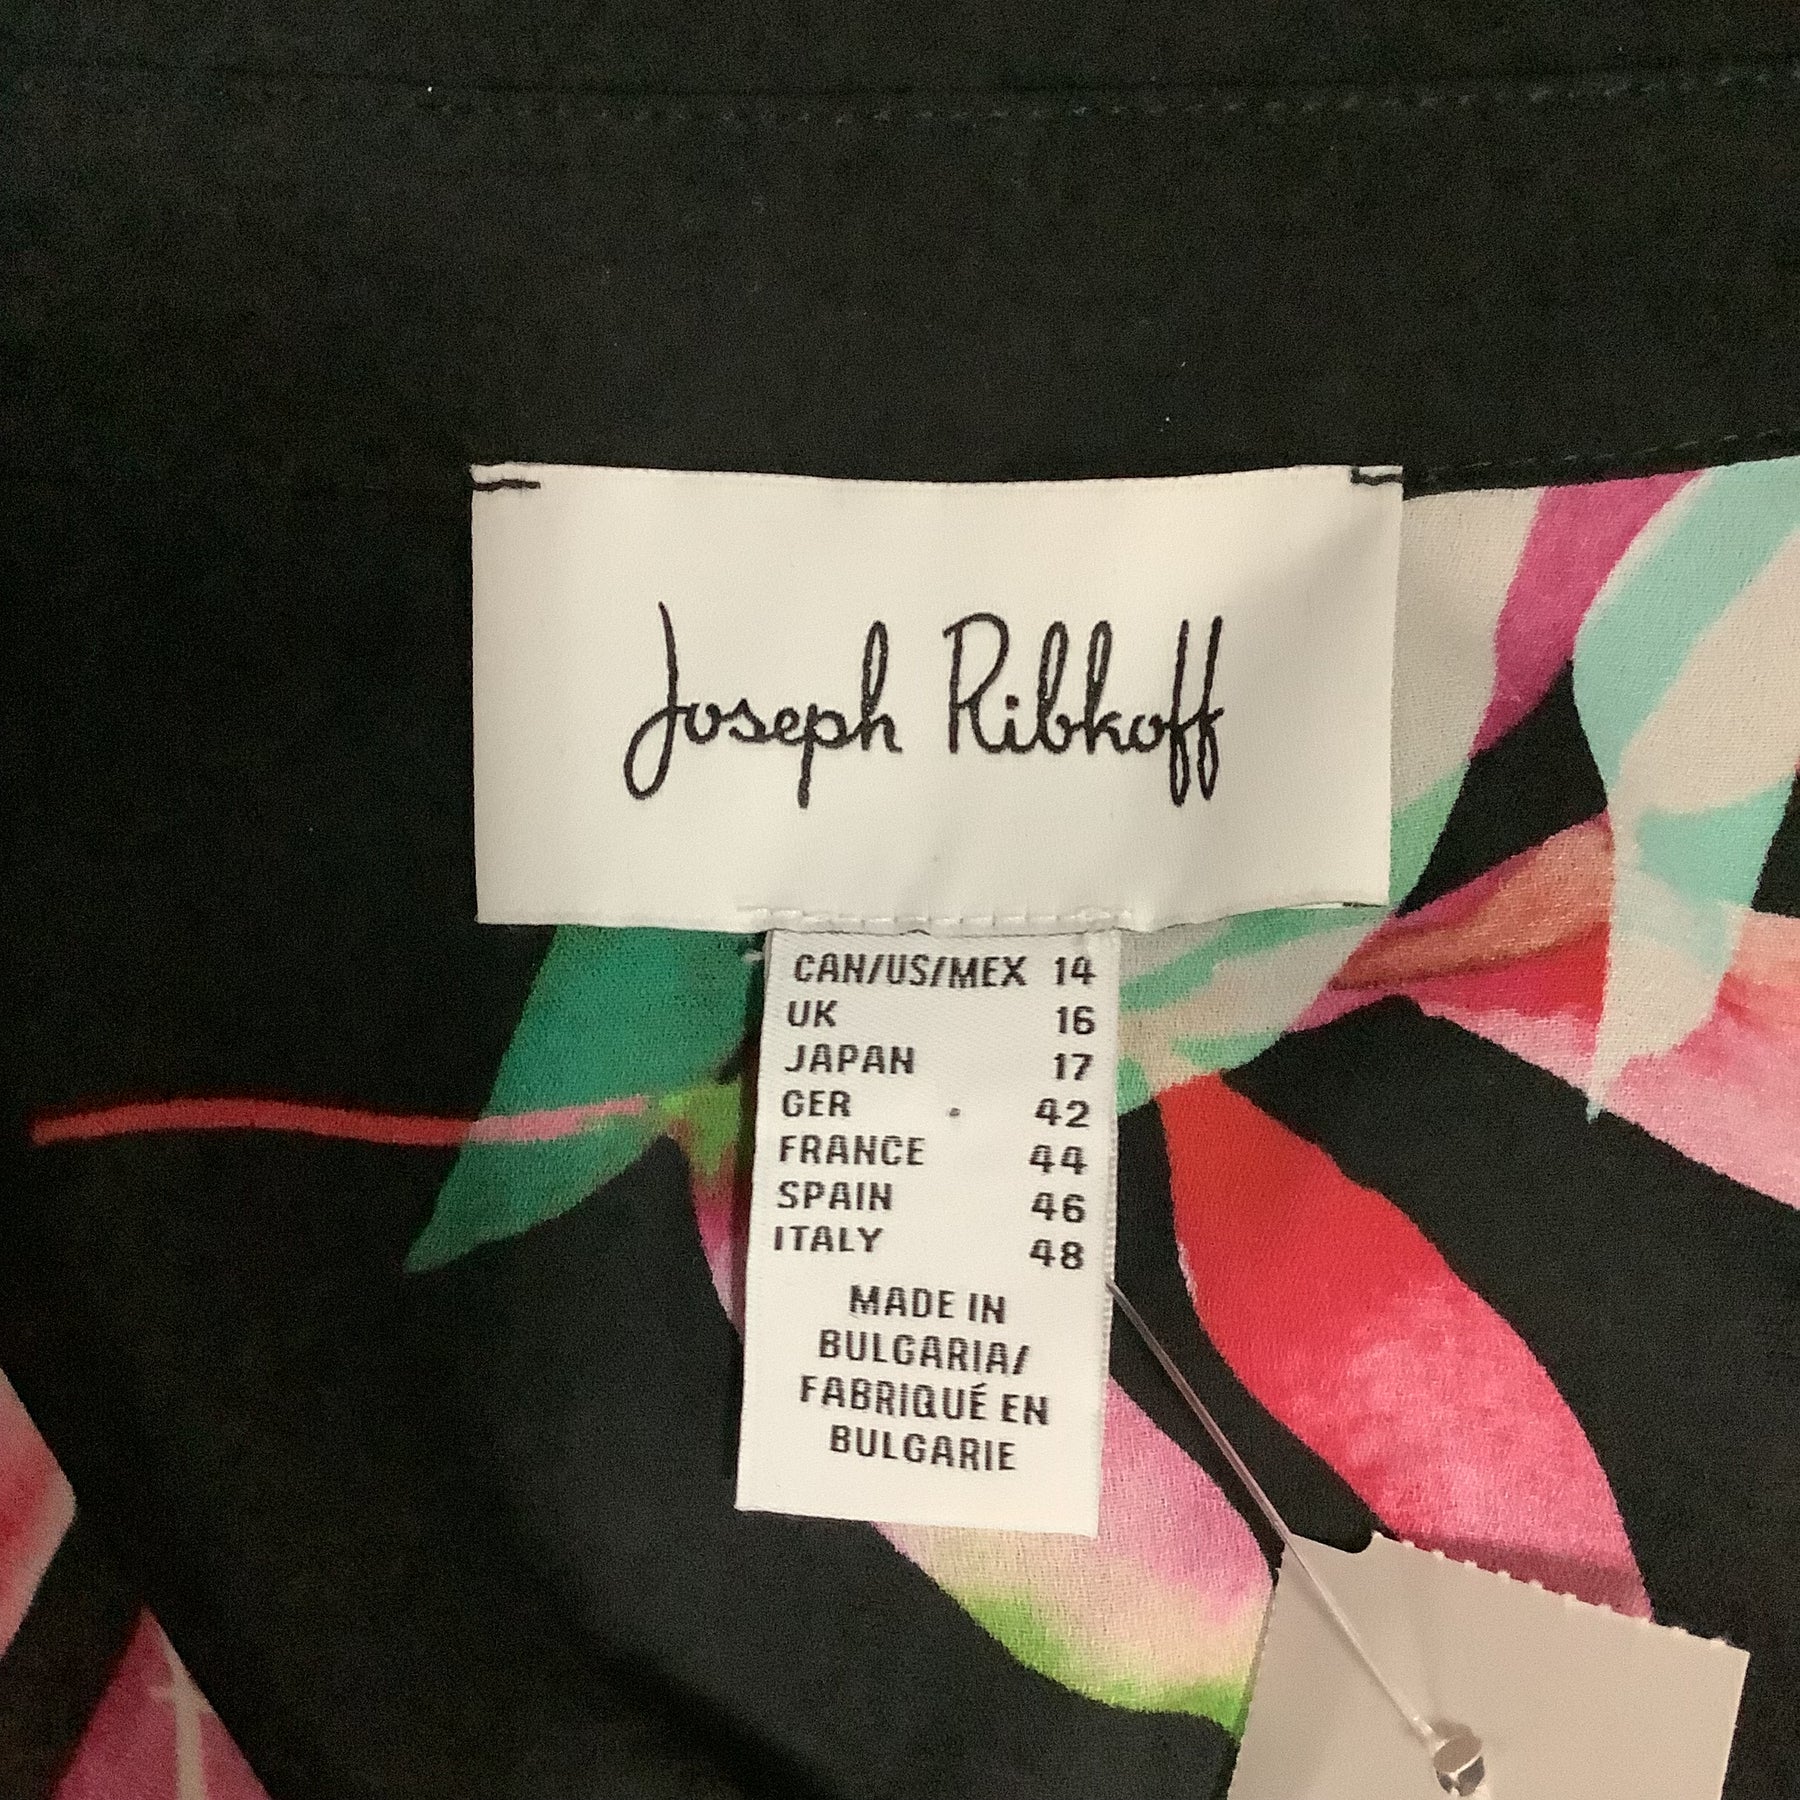 Joseph Ribkoff
CAN/US/MEX 14
UK 16
JAPAN 17
GER 42
FRANCE 44
SPAIN 46
ITALY 48
MADE IN
BULGARIA/
FABRIQUÉ EN
BULGARIE